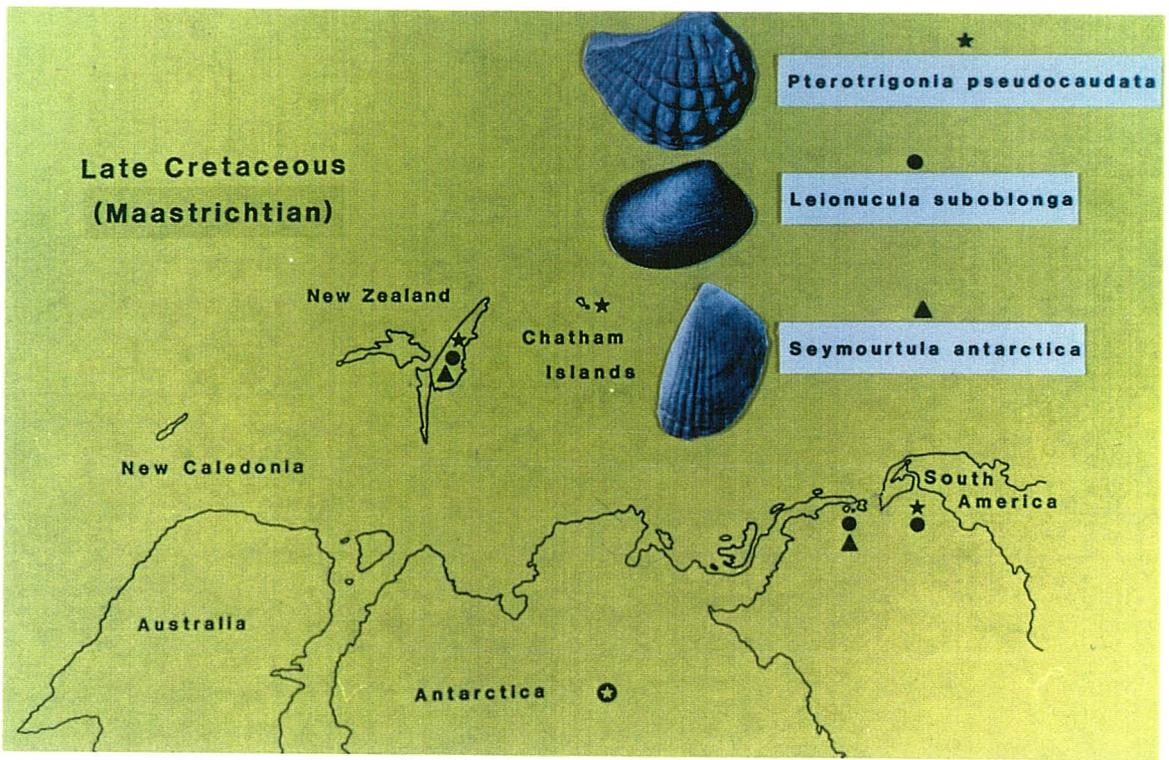 Pterotrigonia pseudocaudata
Late Cretaceous
(Maastrichtian)
Leionucula suboblonga
New Zealand
Chatham
Islands
Seymourtula antarctica
New Caledonia
South
America
Australia
Antarctica